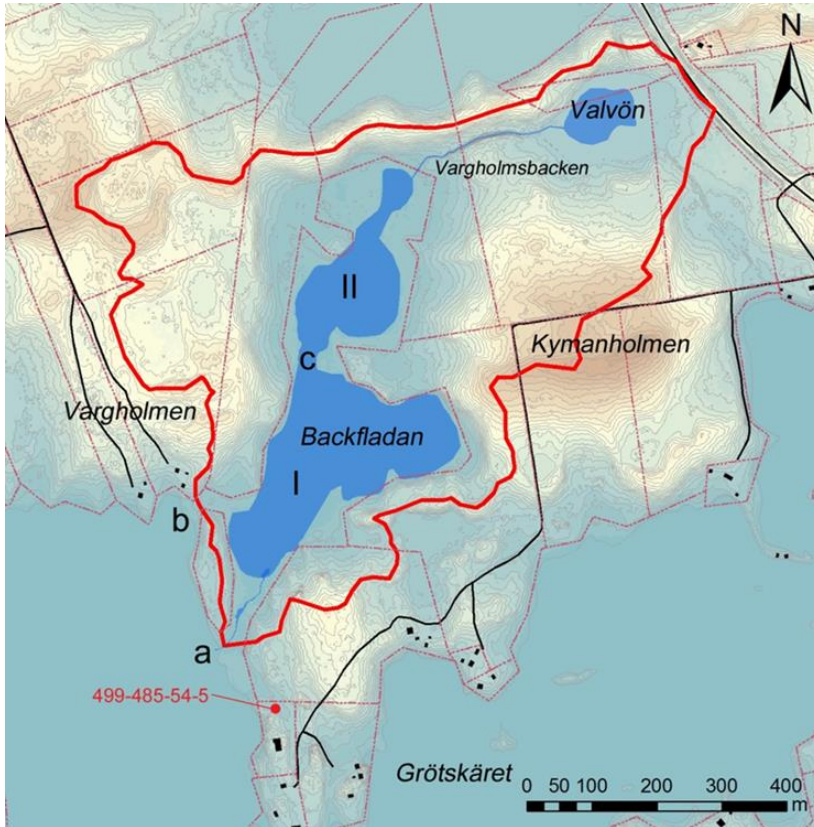 N
Valvön
Vargholmsbacken
II
c
Kymanholmen
Vargholmen
Backfladan
I
b
a
499-485-54-5
Grötskäret
0 50 100 200 300 400
m